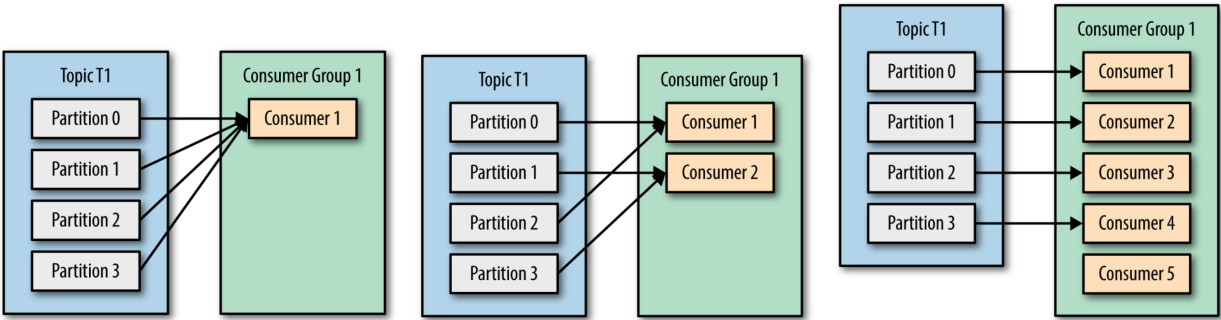 Topic T1
Partition 0
Partition 1
Partition 2
Partition 3
Consumer Group 1
Consumer 1
Topic T1
Partition 0
Partition 1
Partition 2
Partition 3
Consumer Group 1
Consumer 1
Consumer 2
Topic T1
Partition 0
Partition 1
Partition 2
Partition 3
Consumer Group 1
Consumer 1
Consumer 2
Consumer 3
Consumer 4
Consumer 5